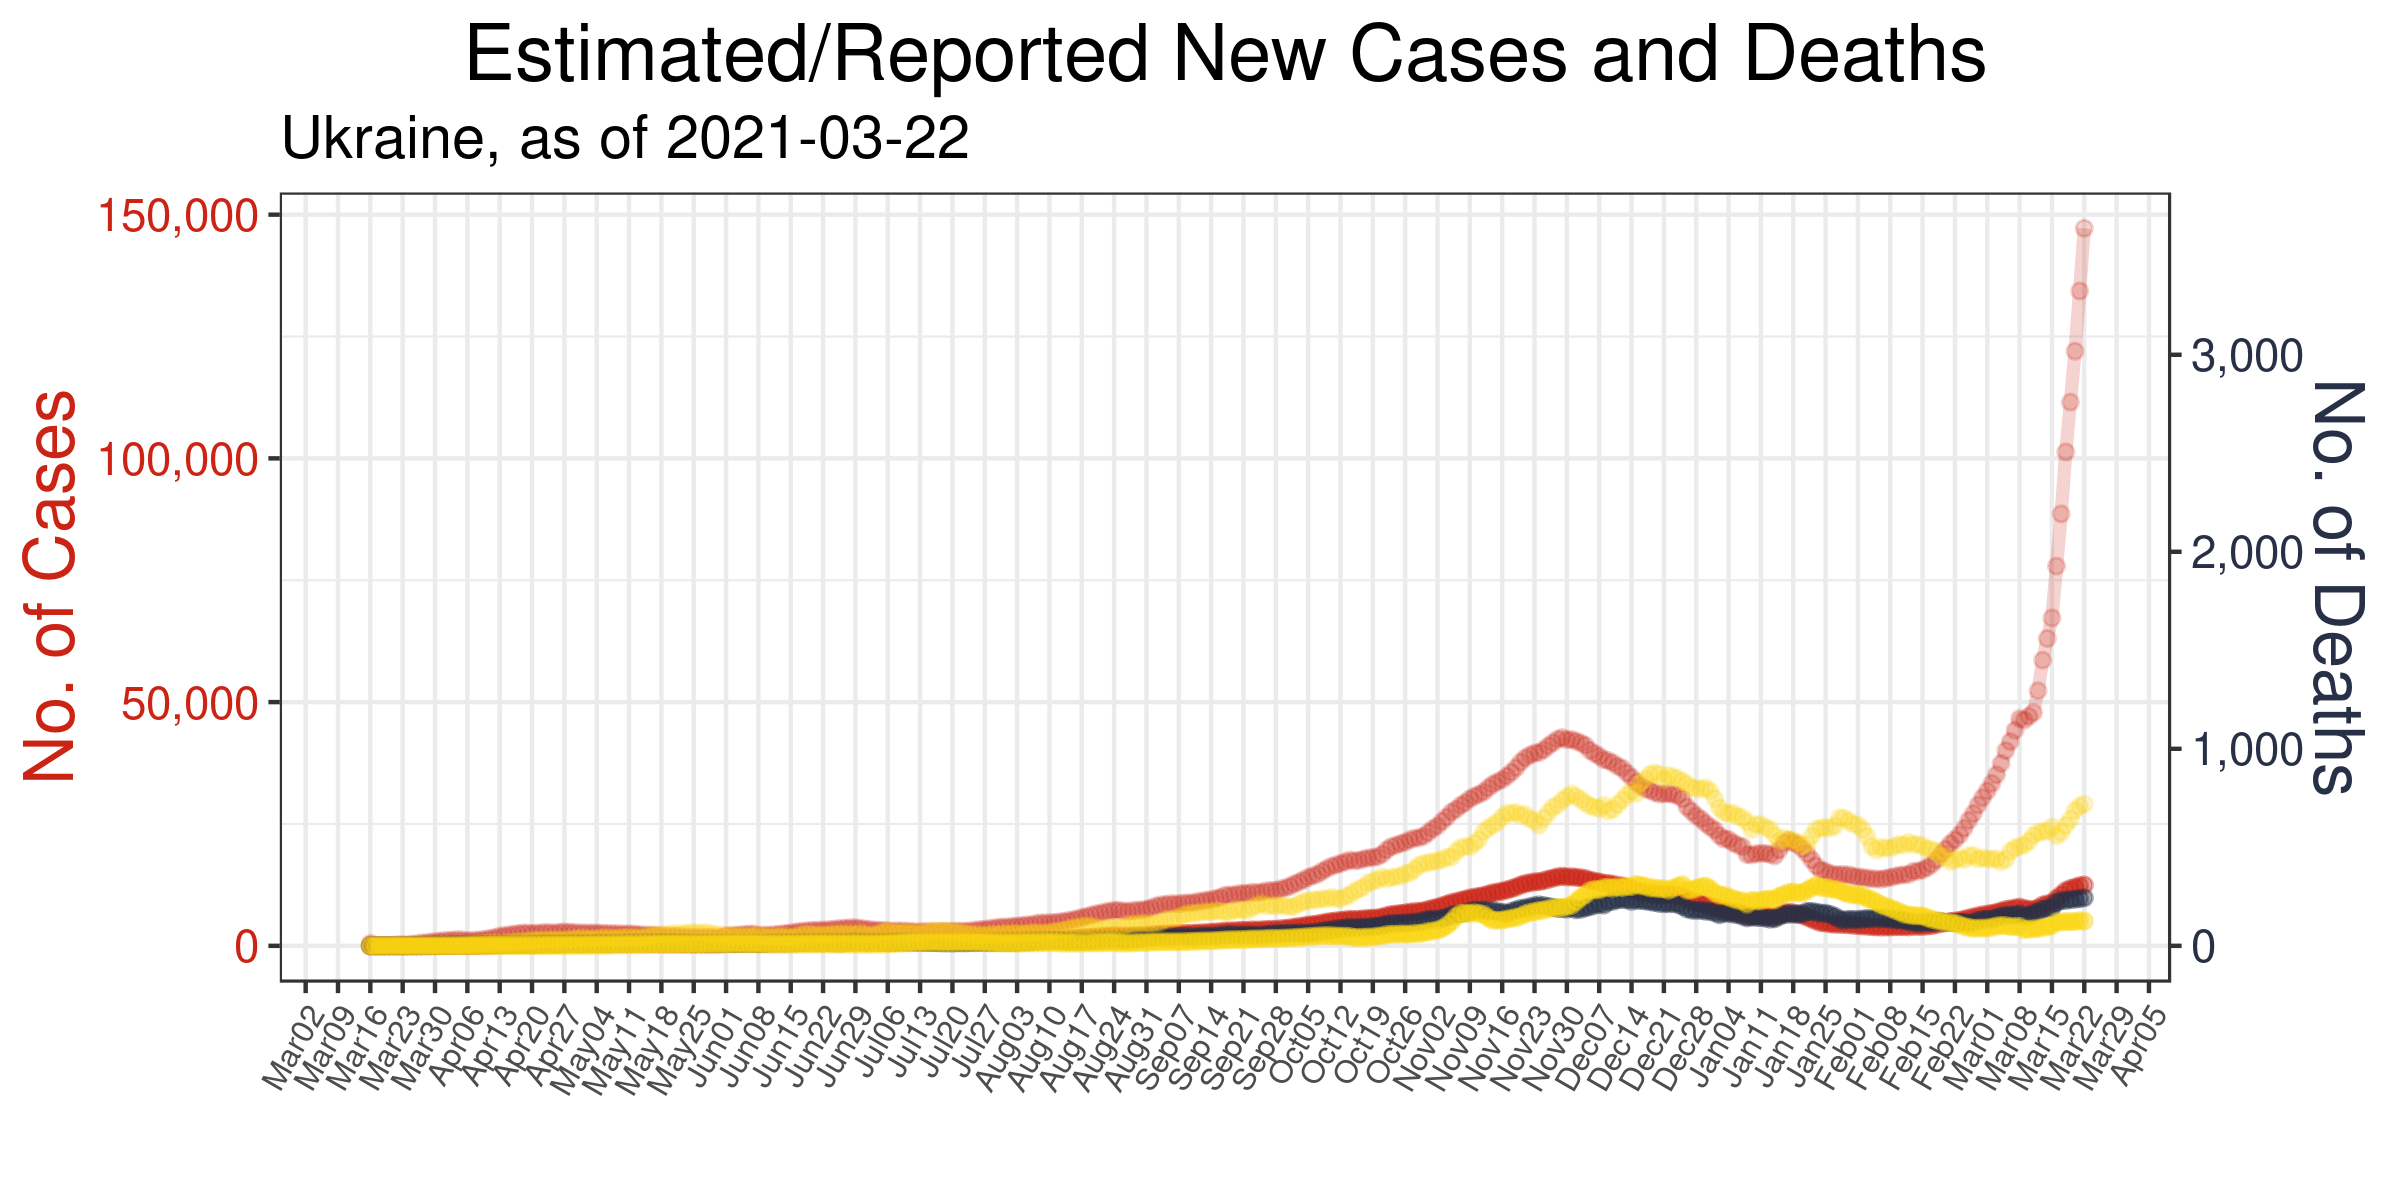 Estimated/Reported New Cases and Deaths
Ukraine, as of 2021-03-22
No. of Cases
150,000
100,000
50,000
0
3,000
2,000
1,000
0
No. of Deaths
Mar02
Mar09
Mar16
Mar23
Mar30
Apr06
Apr13
Apr20
Apr27
May04
May11
May18
May25
Jun01
Jun08
Jun15
Jun22
Jun29
Jul06
Jul13
Jul20
Jul27
Aug03
Aug10
Aug17
Aug24
Aug31
Sep07
Sep14
Sep21
Sep28
Oct05
Oct12
Oct19
Oct26
Nov02
Nov09
Nov16
Nov23
Nov30
Dec07
Dec14
Dec21
Dec28
Jan04
Jan11
Jan18
Jan25
Feb01
Feb08
Feb15
Feb22
Mar01
Mar08
Mar15
Mar22
Mar29
Apr05